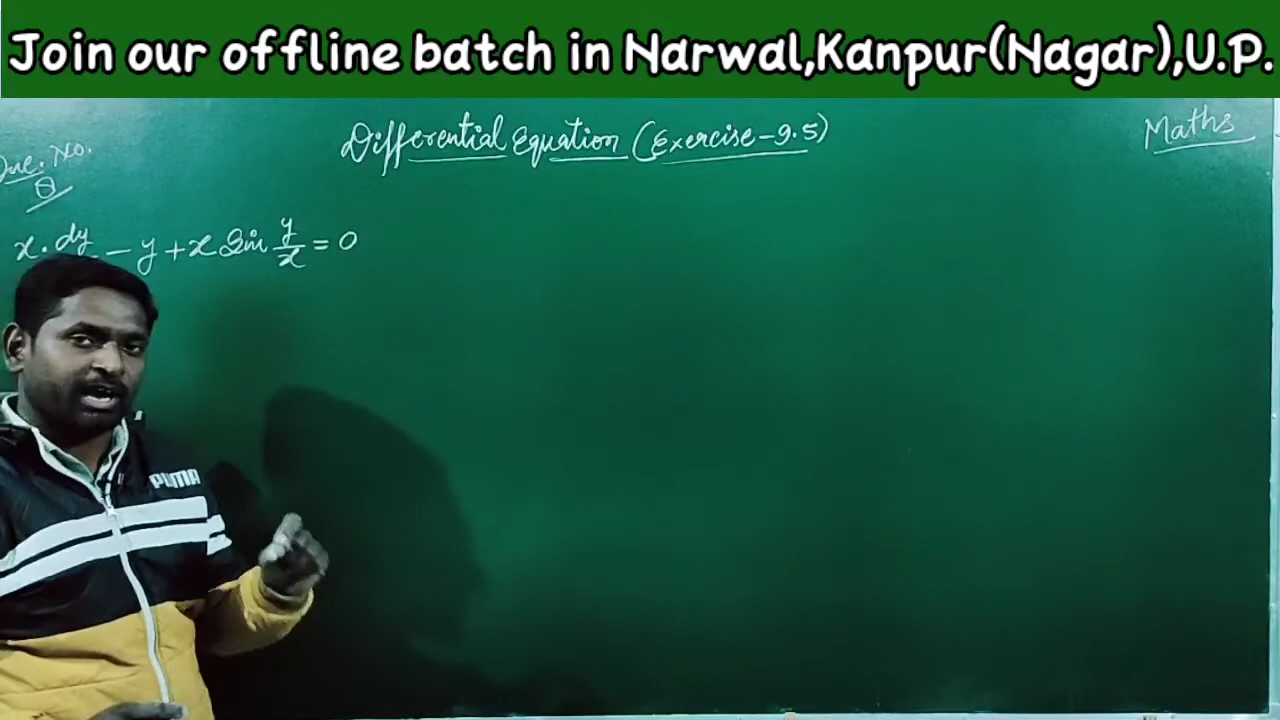 Join our offline batch in Narwal,Kanpur(Nagar),U.P.
Differential Equation (Exercise-9.5)
Maths
Que. No.
8
x. dy - y + x Sin y/x = 0
PUMA